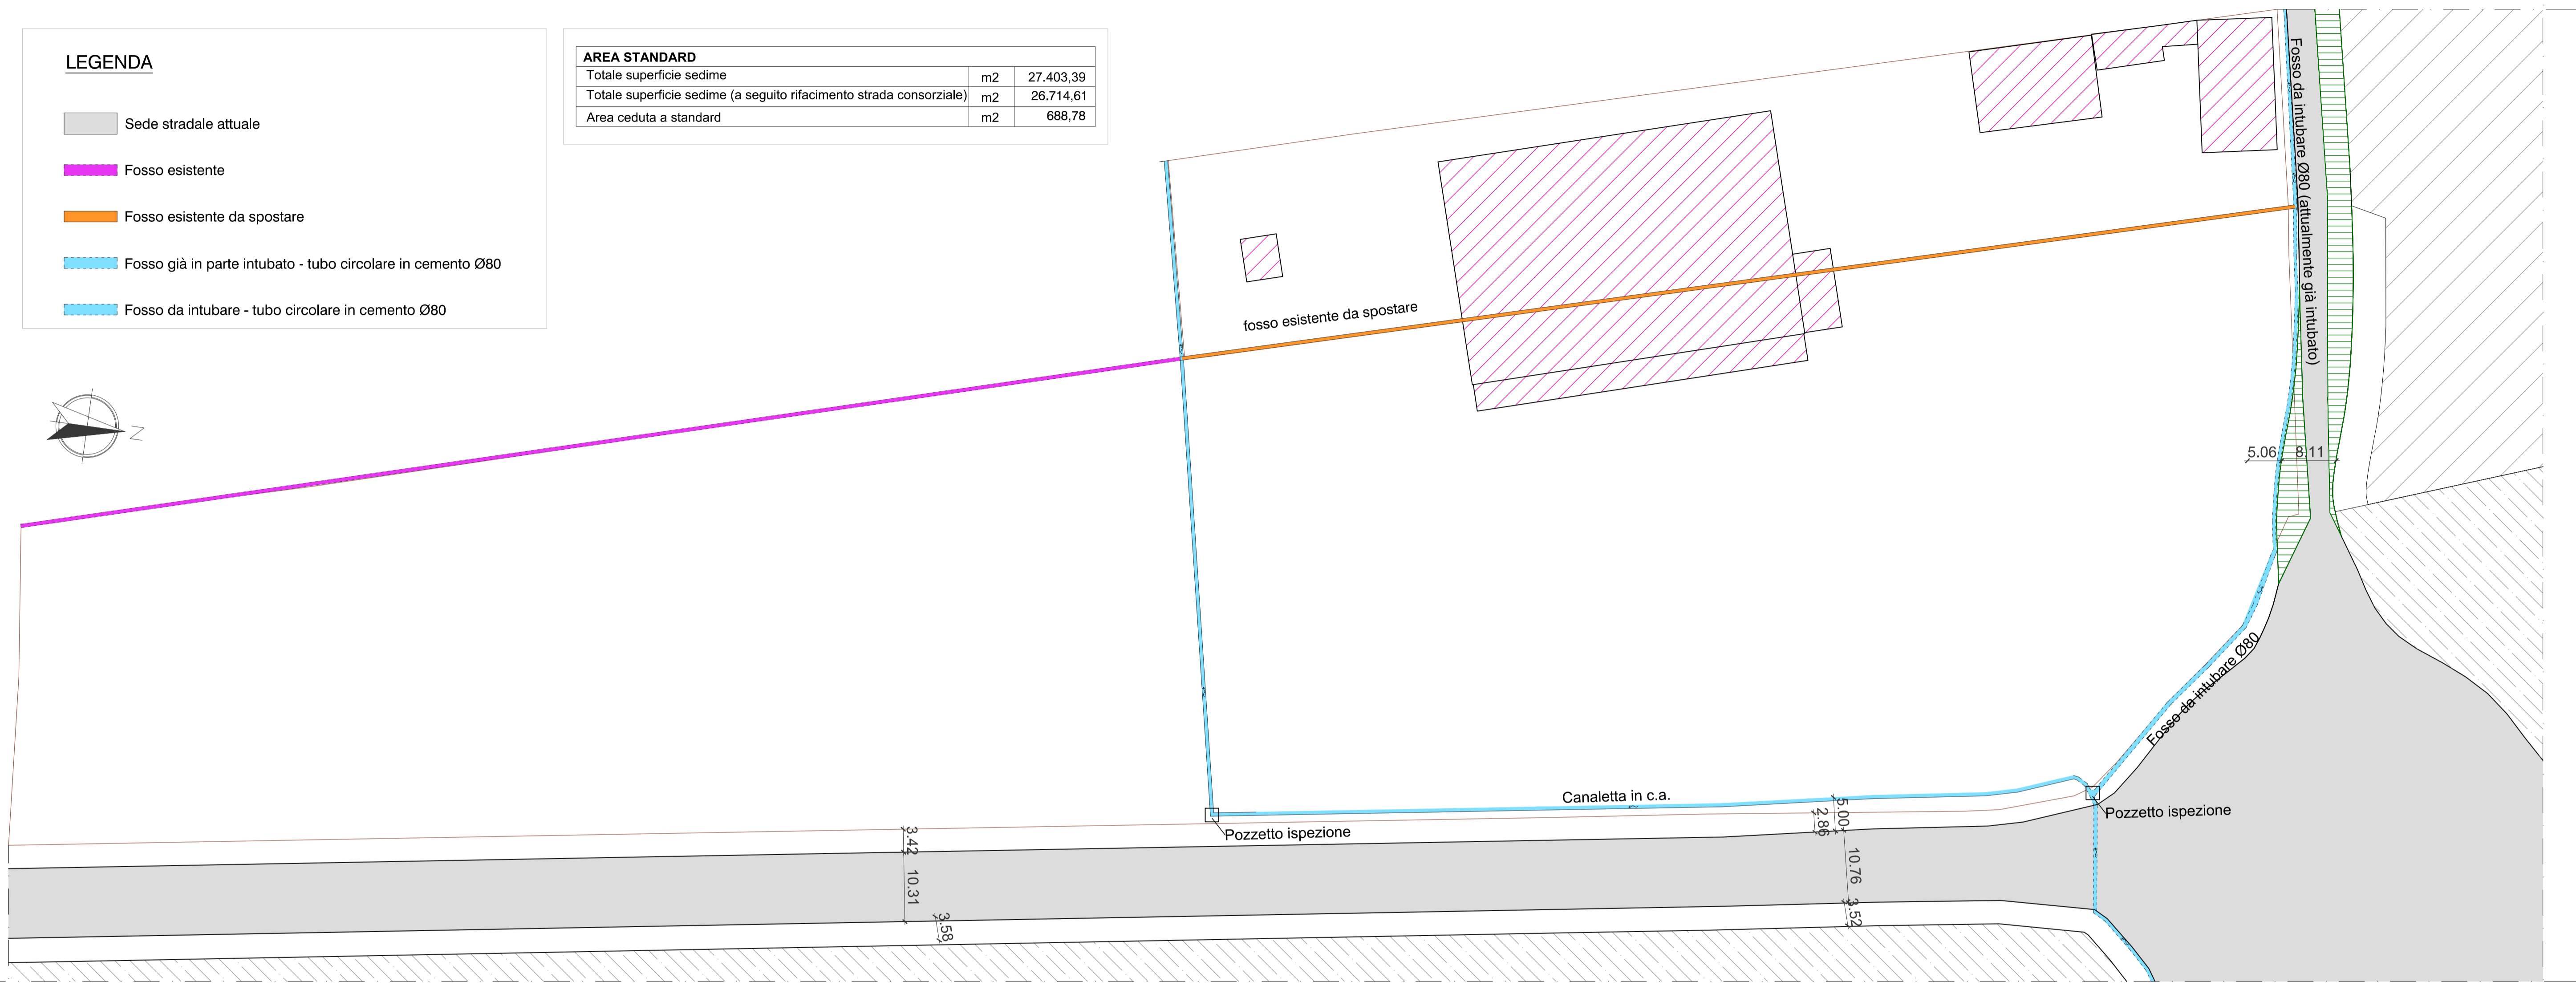 LEGENDA
Sede stradale attuale
Fosso esistente
Fosso esistente da spostare
Fosso già in parte intubato - tubo circolare in cemento Ø80
Fosso da intubare - tubo circolare in cemento Ø80
AREA STANDARD
Totale superficie sedime m2 27.403,39
Totale superficie sedime (a seguito rifacimento strada consorziale) m2 26.714,61
Area ceduta a standard m2 688,78
N
fosso esistente da spostare
Fosso da intubare Ø80 (attualmente già intubato)
5.06
8.11
Fosso da intubare Ø80
Canaletta in c.a.
Pozzetto ispezione
Pozzetto ispezione
5.00
2.86
10.76
3.52
3.42
10.31
3.58